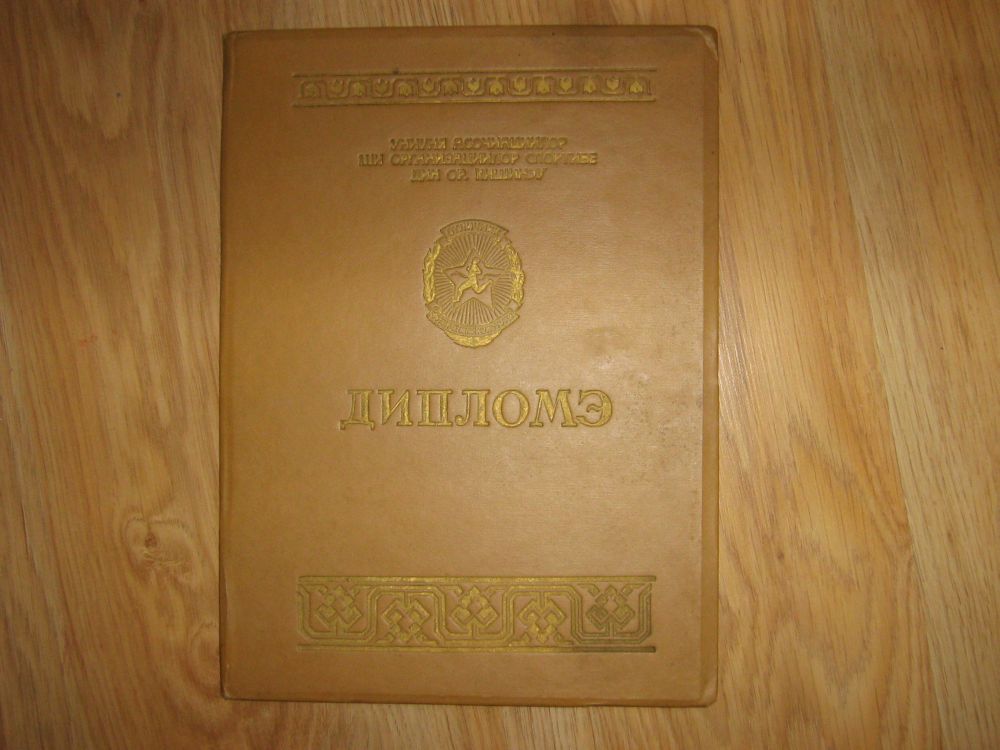 УНИУНЯ АСОЧИАЦИИЛОР
ШИ ОРГАНИЗАЦИИЛОР СПОРТИВЕ
ДИН ОР. КИШИНЭУ
ДИПЛОМЭ